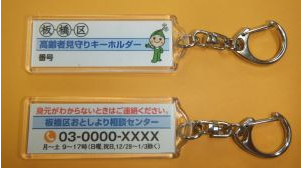 板橋区
高齢者見守りキーホルダー
番号
身元がわからないときはご連絡ください。
板橋区おとしより相談センター
03-0000-XXXX
月～土 9～17時(日曜,祝日,12/29～1/3除く)